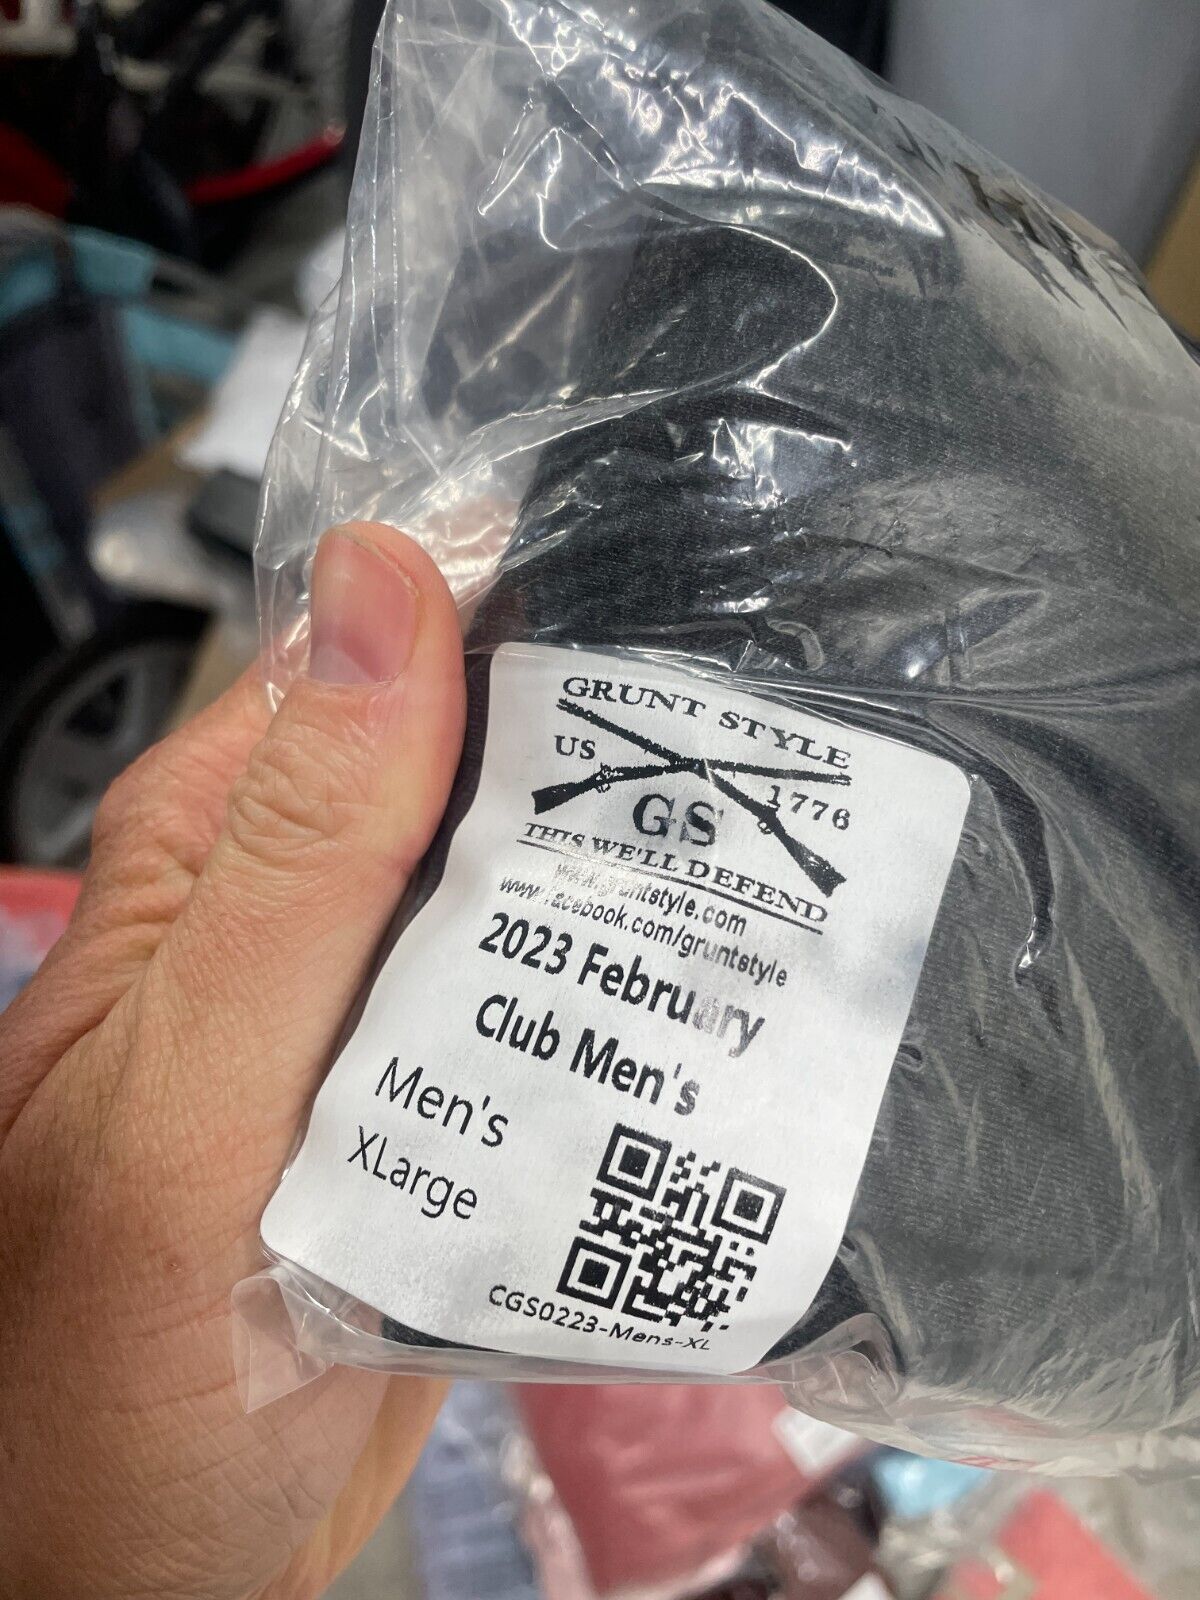 GRUNT STYLE
US
1776
GS
THIS WE'LL DEFEND
www.gruntstyle.com
www.facebook.com/gruntstyle
2023 February
Club Men's
Men's
XLarge
CGS0223-Mens-XL